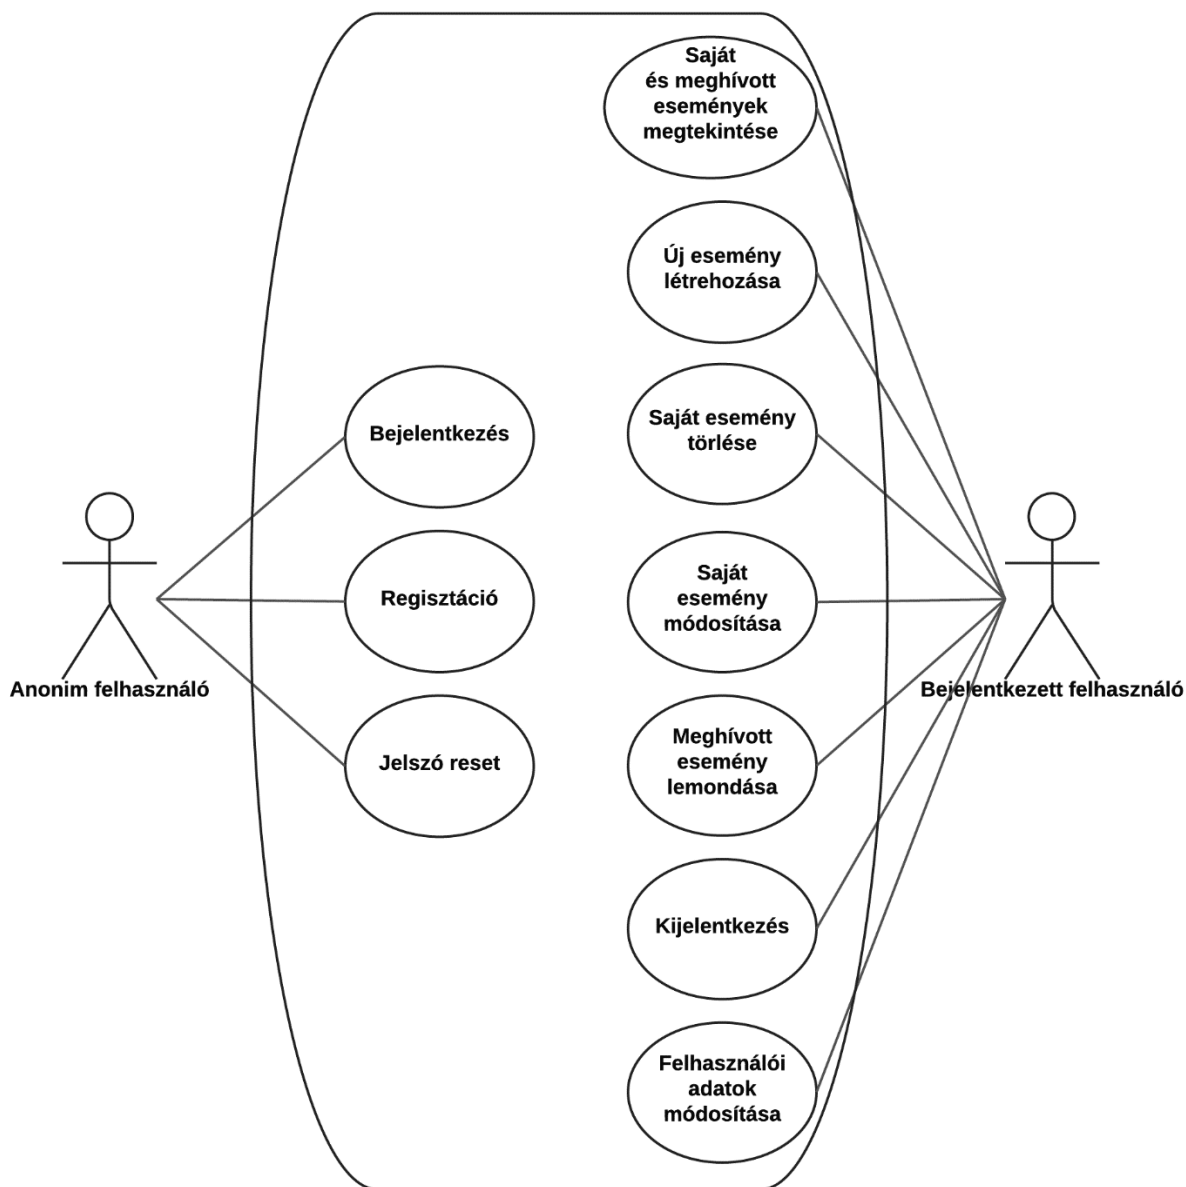 Saját
és meghívott
események
megtekintése
Új esemény
létrehozása
Bejelentkezés
Saját esemény
törlése
Regisztáció
Saját
esemény
módosítása
Anonim felhasználó
Bejelentkezett felhasználó
Jelszó reset
Meghívott
esemény
lemondása
Kijelentkezés
Felhasználói
adatok
módosítása